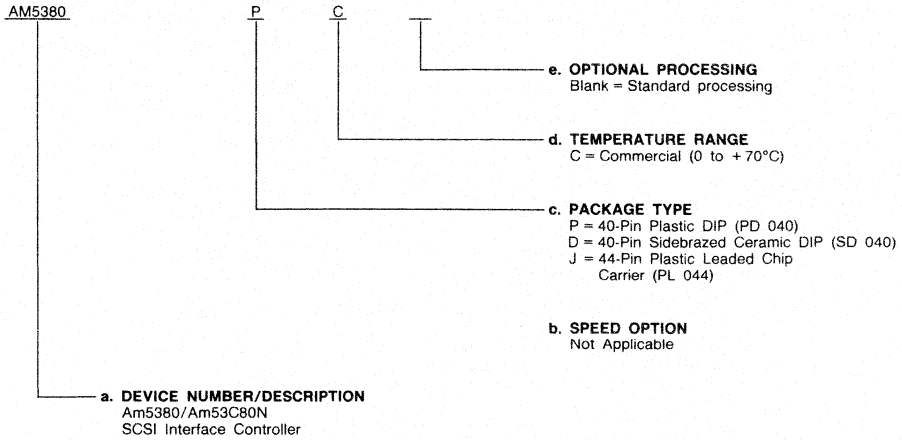 AM5380 P C
e. OPTIONAL PROCESSING
Blank = Standard processing
d. TEMPERATURE RANGE
C = Commercial (0 to +70°C)
c. PACKAGE TYPE
P = 40-Pin Plastic DIP (PD 040)
D = 40-Pin Sidebrazed Ceramic DIP (SD 040)
J = 44-Pin Plastic Leaded Chip
Carrier (PL 044)
b. SPEED OPTION
Not Applicable
a. DEVICE NUMBER/DESCRIPTION
Am5380/Am53C80N
SCSI Interface Controller